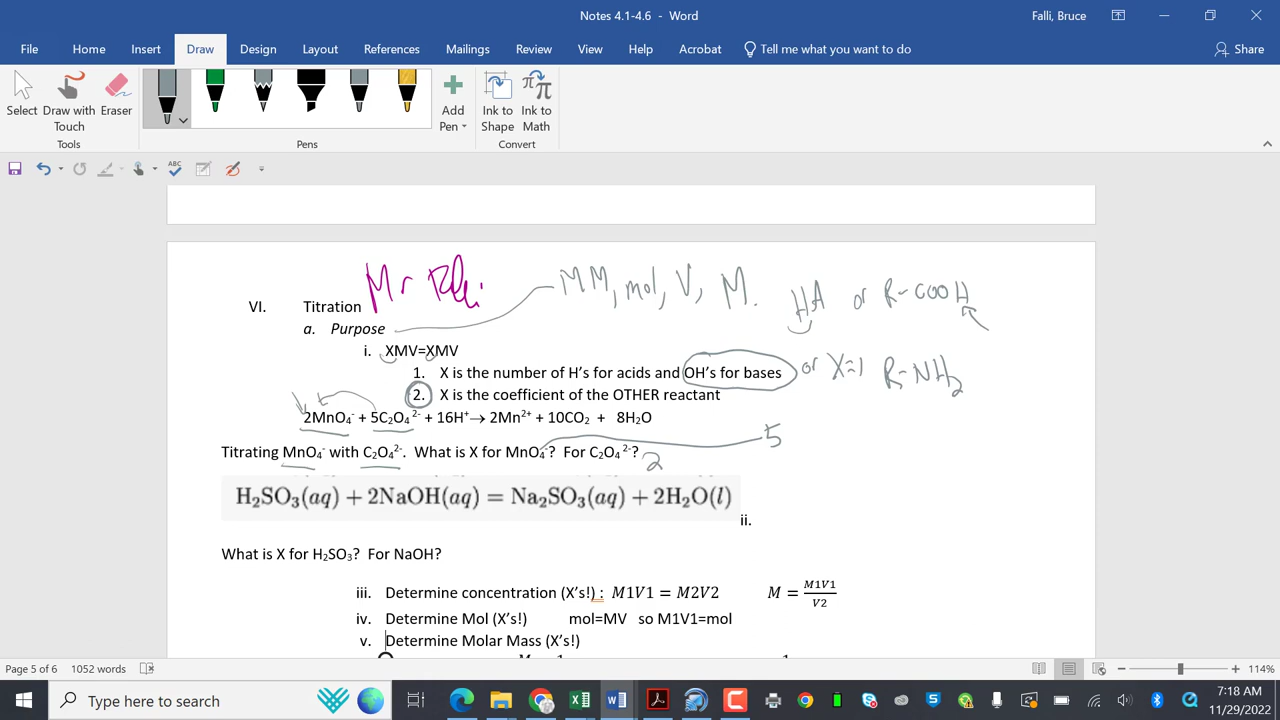 Notes 4.1-4.6 - Word
Falli, Bruce
File Home Insert Draw Design Layout References Mailings Review View Help Acrobat Tell me what you want to do Share
Select Draw with Touch Eraser Add Pen Ink to Shape Ink to Math
Tools Pens Convert
ABC
Mr
MM, mol, V, M.
HA or R-COOH
VI. Titration
a. Purpose
i. XMV=XMV
1. X is the number of H's for acids and OH's for bases or X=1 R-NH₂
2. X is the coefficient of the OTHER reactant
2MnO₄⁻ + 5C₂O₄²⁻ + 16H⁺→ 2Mn²⁺ + 10CO₂ + 8H₂O
5
Titrating MnO₄⁻ with C₂O₄²⁻. What is X for MnO₄⁻? For C₂O₄²⁻? 2
H₂SO₃(aq) + 2NaOH(aq) = Na₂SO₃(aq) + 2H₂O(l)
ii.
What is X for H₂SO₃? For NaOH?
iii. Determine concentration (X's!) : M1V1 = M2V2 M = M1V1/V2
iv. Determine Mol (X's!) mol=MV so M1V1=mol
v. Determine Molar Mass (X's!)
Page 5 of 6 1052 words 114%
Type here to search
7:18 AM
11/29/2022